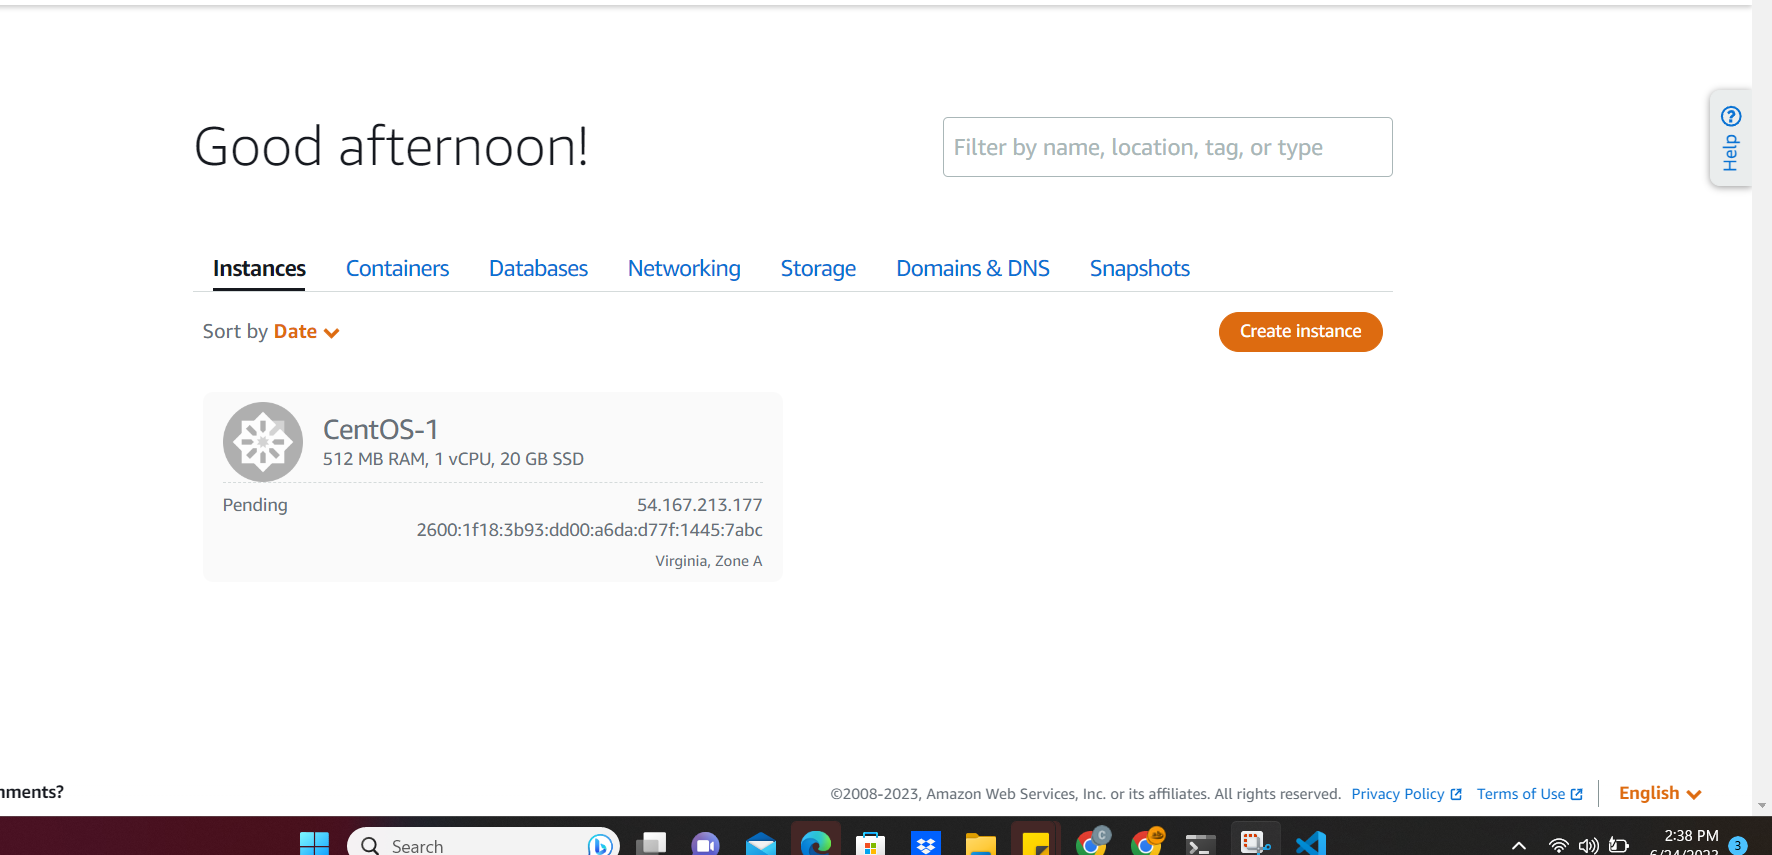 Good afternoon!
Filter by name, location, tag, or type
Help
Instances Containers Databases Networking Storage Domains & DNS Snapshots
Sort by Date
Create instance
CentOS-1
512 MB RAM, 1 vCPU, 20 GB SSD
Pending 54.167.213.177
2600:1f18:3b93:dd00:a6da:d77f:1445:7abc
Virginia, Zone A
©2008-2023, Amazon Web Services, Inc. or its affiliates. All rights reserved. Privacy Policy Terms of Use English
Search
C
2:38 PM
6/24/2023
3